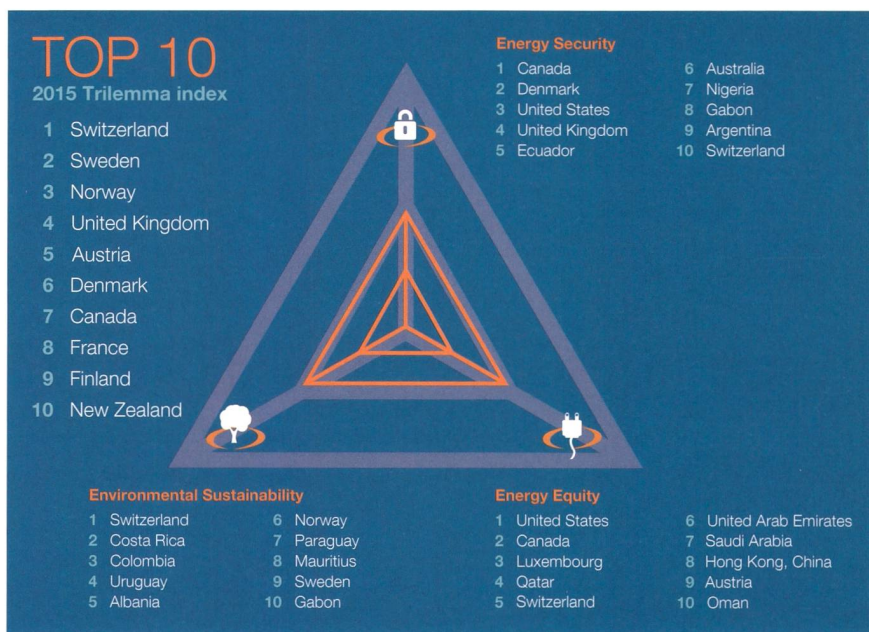 TOP 10
2015 Trilemma index
1 Switzerland
2 Sweden
3 Norway
4 United Kingdom
5 Austria
6 Denmark
7 Canada
8 France
9 Finland
10 New Zealand
Energy Security
1 Canada
2 Denmark
3 United States
4 United Kingdom
5 Ecuador
6 Australia
7 Nigeria
8 Gabon
9 Argentina
10 Switzerland
Environmental Sustainability
1 Switzerland
2 Costa Rica
3 Colombia
4 Uruguay
5 Albania
6 Norway
7 Paraguay
8 Mauritius
9 Sweden
10 Gabon
Energy Equity
1 United States
2 Canada
3 Luxembourg
4 Qatar
5 Switzerland
6 United Arab Emirates
7 Saudi Arabia
8 Hong Kong, China
9 Austria
10 Oman